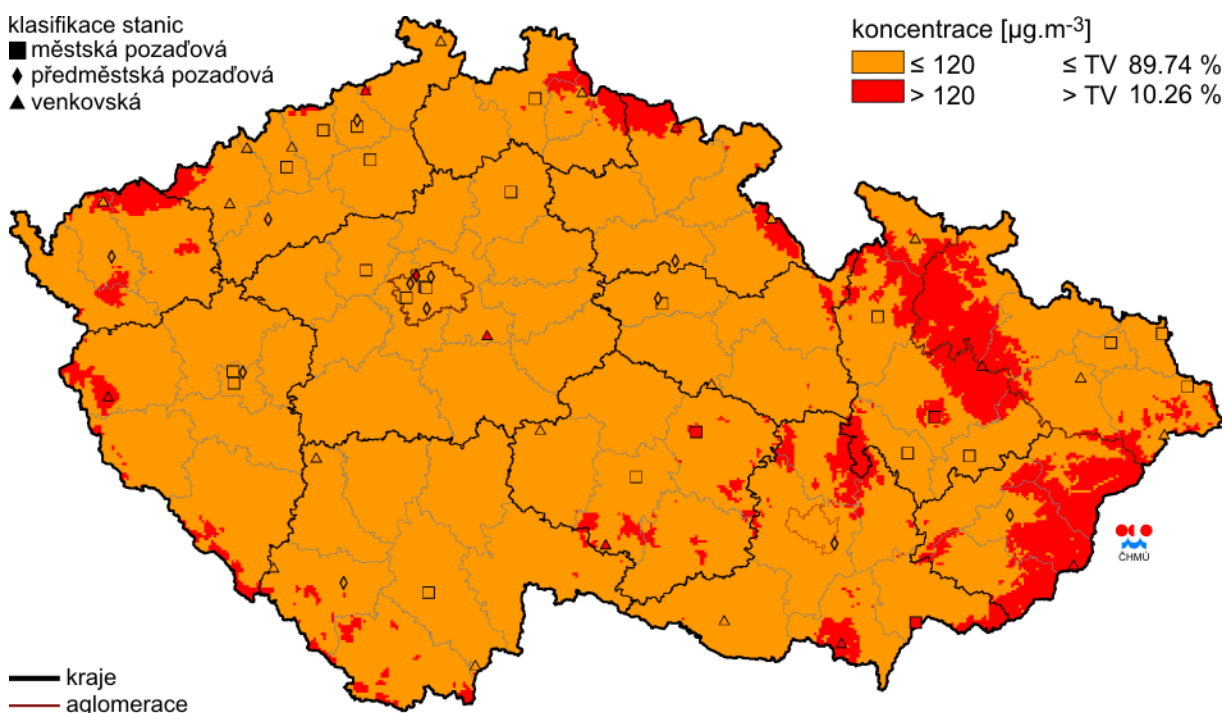 klasifikace stanic
městská pozaďová
předměstská pozaďová
venkovská
koncentrace [µg.m-3]
≤ 120 ≤ TV 89.74 %
> 120 > TV 10.26 %
ČHMÚ
kraje
aglomerace